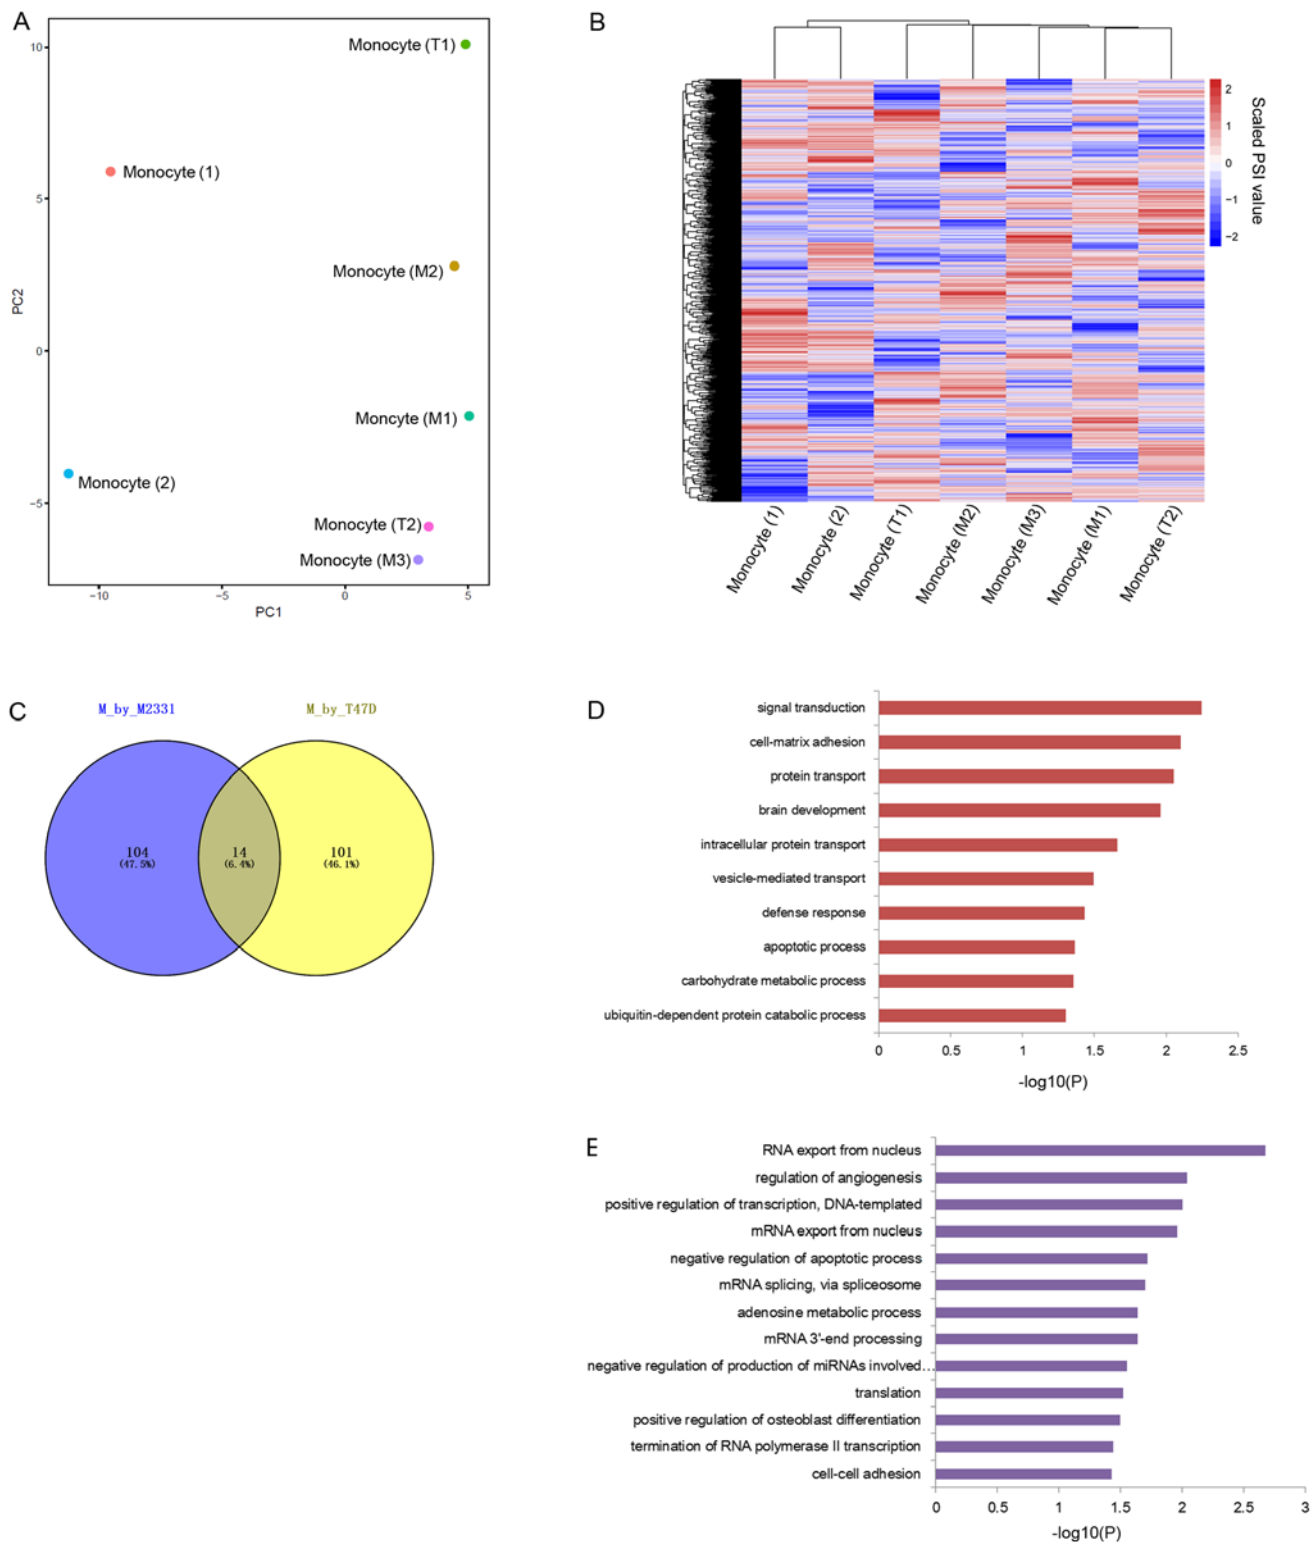 A
10
5
0
−5
PC2
−10
−5
0
5
PC1
Monocyte (T1)
Monocyte (1)
Monocyte (M2)
Moncyte (M1)
Monocyte (2)
Monocyte (T2)
Monocyte (M3)
B
2
1
0
−1
−2
Scaled PSI value
Monocyte (1)
Monocyte (2)
Monocyte (T1)
Monocyte (M2)
Monocyte (M3)
Monocyte (M1)
Monocyte (T2)
C
M_by_M2331
M_by_T47D
104
(47.5%)
14
(6.4%)
101
(46.1%)
D
signal transduction
cell-matrix adhesion
protein transport
brain development
intracellular protein transport
vesicle-mediated transport
defense response
apoptotic process
carbohydrate metabolic process
ubiquitin-dependent protein catabolic process
0 0.5 1 1.5 2 2.5
-log10(P)
E
RNA export from nucleus
regulation of angiogenesis
positive regulation of transcription, DNA-templated
mRNA export from nucleus
negative regulation of apoptotic process
mRNA splicing, via spliceosome
adenosine metabolic process
mRNA 3'-end processing
negative regulation of production of miRNAs involved…
translation
positive regulation of osteoblast differentiation
termination of RNA polymerase II transcription
cell-cell adhesion
0 0.5 1 1.5 2 2.5 3
-log10(P)